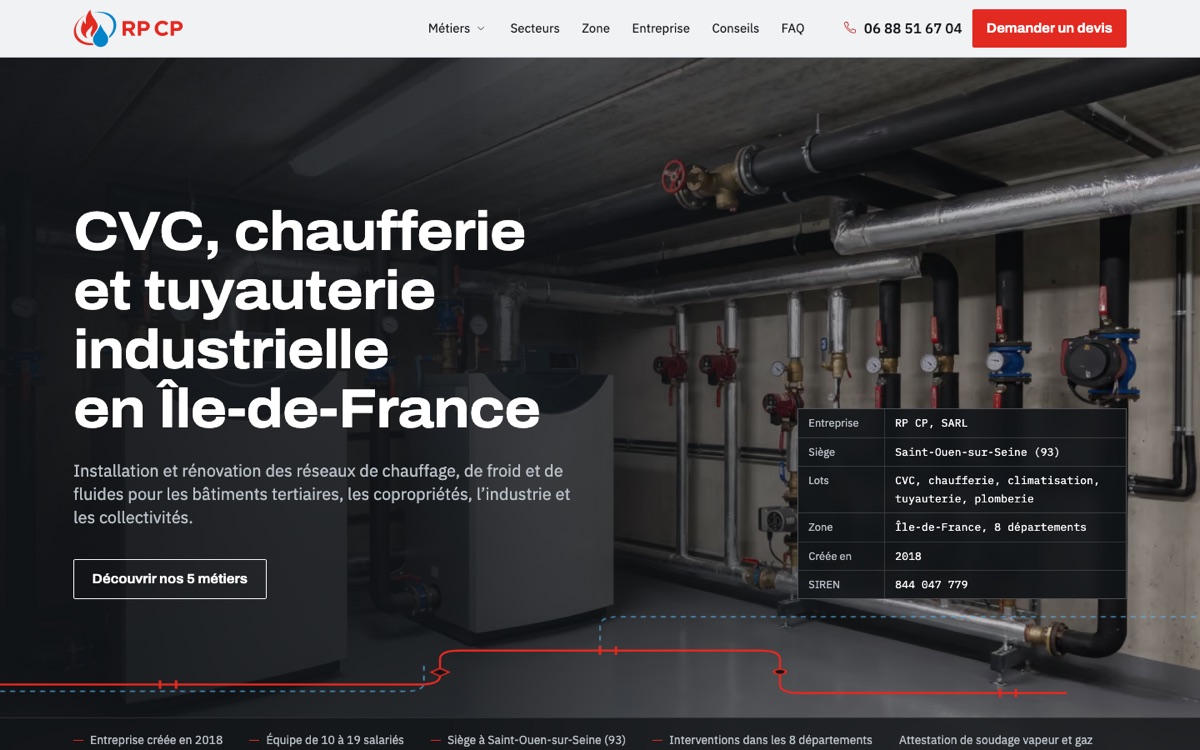 RP CP
Métiers
Secteurs
Zone
Entreprise
Conseils
FAQ
06 88 51 67 04
Demander un devis
CVC, chaufferie
et tuyauterie
industrielle
en Île-de-France
Installation et rénovation des réseaux de chauffage, de froid et de
fluides pour les bâtiments tertiaires, les copropriétés, l’industrie et
les collectivités.
Découvrir nos 5 métiers
Entreprise RP CP, SARL
Siège Saint-Ouen-sur-Seine (93)
Lots CVC, chaufferie, climatisation,
tuyauterie, plomberie
Zone Île-de-France, 8 départements
Créée en 2018
SIREN 844 047 779
— Entreprise créée en 2018
— Équipe de 10 à 19 salariés
— Siège à Saint-Ouen-sur-Seine (93)
— Interventions dans les 8 départements
Attestation de soudage vapeur et gaz